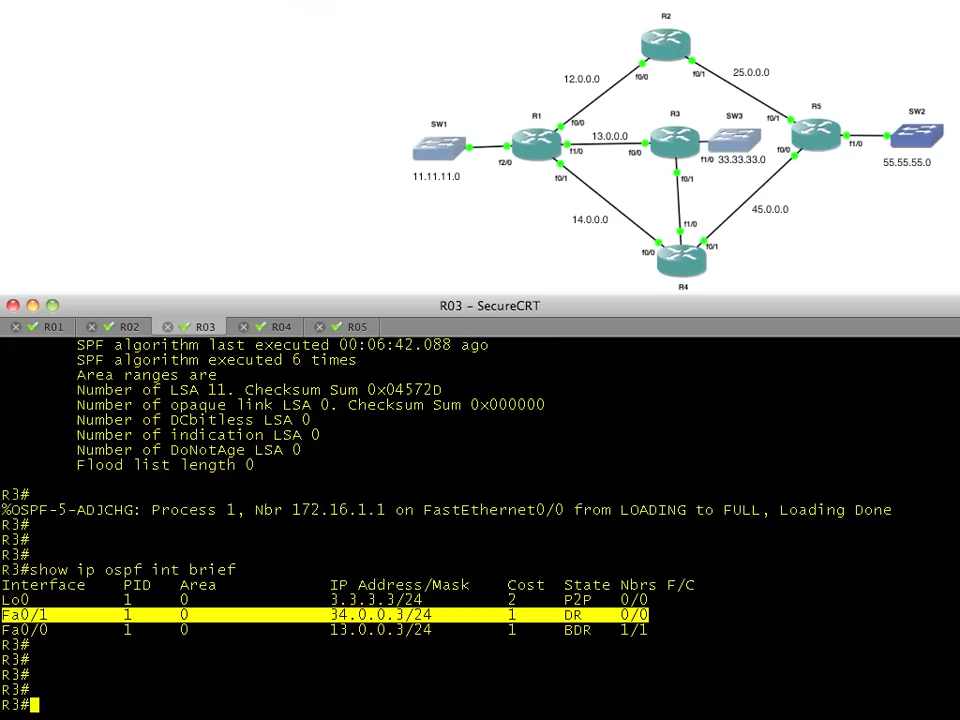 R2
f0/0
f0/1
12.0.0.0
25.0.0.0
R1
R3
SW3
R5
SW2
SW1
f0/0
f0/1
13.0.0.0
f1/0
f0/0
f1/0
33.33.33.0
f0/0
f1/0
55.55.55.0
f2/0
11.11.11.0
f0/1
f0/1
14.0.0.0
45.0.0.0
f1/0
f0/0
f0/1
R4
R03 - SecureCRT
R01 R02 R03 R04 R05
SPF algorithm last executed 00:06:42.088 ago
SPF algorithm executed 6 times
Area ranges are
Number of LSA 11. Checksum Sum 0x04572D
Number of opaque link LSA 0. Checksum Sum 0x000000
Number of DCbitless LSA 0
Number of indication LSA 0
Number of DoNotAge LSA 0
Flood list length 0
R3#
%OSPF-5-ADJCHG: Process 1, Nbr 172.16.1.1 on FastEthernet0/0 from LOADING to FULL, Loading Done
R3#
R3#
R3#
R3#show ip ospf int brief
Interface PID Area IP Address/Mask Cost State Nbrs F/C
Lo0 1 0 3.3.3.3/24 2 P2P 0/0
Fa0/1 1 0 34.0.0.3/24 1 DR 0/0
Fa0/0 1 0 13.0.0.3/24 1 BDR 1/1
R3#
R3#
R3#
R3#
R3#